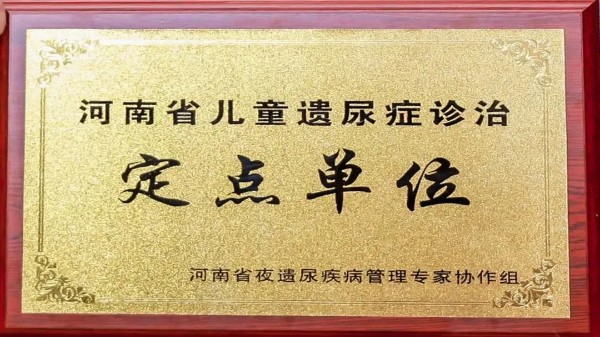 河南省儿童遗尿症诊治
定点单位
河南省夜遗尿疾病管理专家协作组